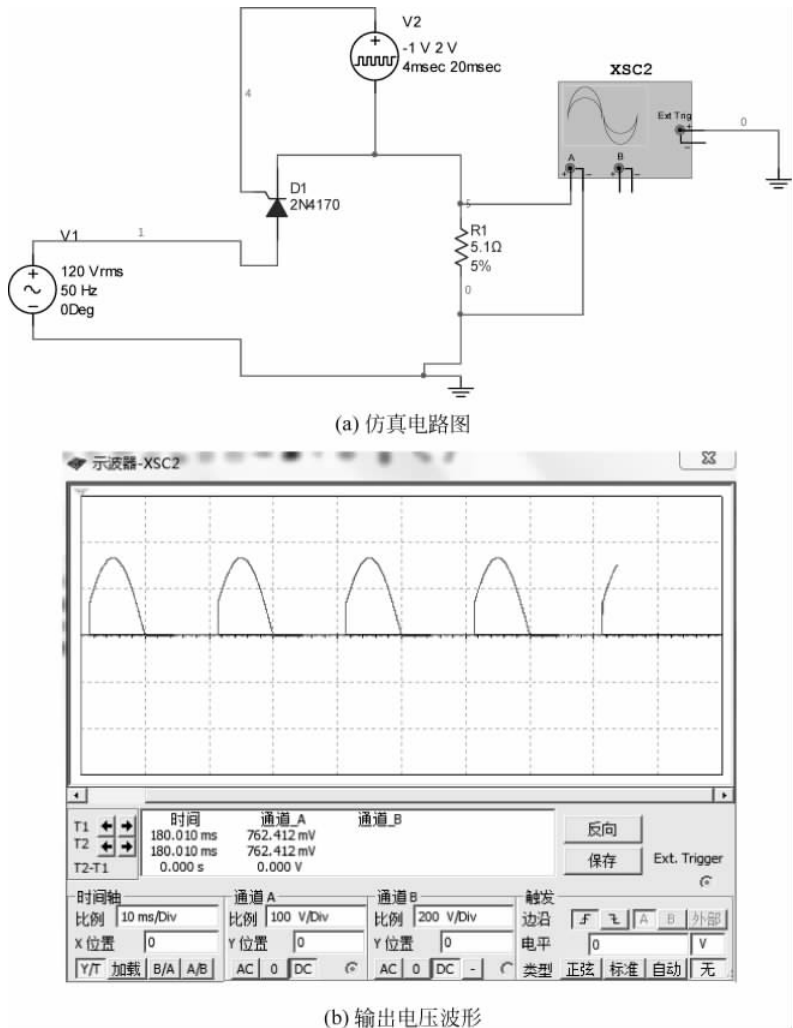 V2
-1 V 2 V
4msec 20msec
XSC2
4
Ext Trig
0
A
B
D1
2N4170
5
R1
5.1Ω
5%
0
V1
1
120 Vrms
50 Hz
0Deg
(a) 仿真电路图
示波器-XSC2
时间 通道_A 通道_B
T1 180.010 ms 762.412 mV
T2 180.010 ms 762.412 mV
T2-T1 0.000 s 0.000 V
反向
保存
Ext. Trigger
时间轴 通道 A 通道 B 触发
比例 10 ms/Div 比例 100 V/Div 比例 200 V/Div 边沿 A B 外部
X 位置 0 Y 位置 0 Y 位置 0 电平 0 V
Y/T 加载 B/A A/B AC 0 DC AC 0 DC - 类型 正弦 标准 自动 无
(b) 输出电压波形